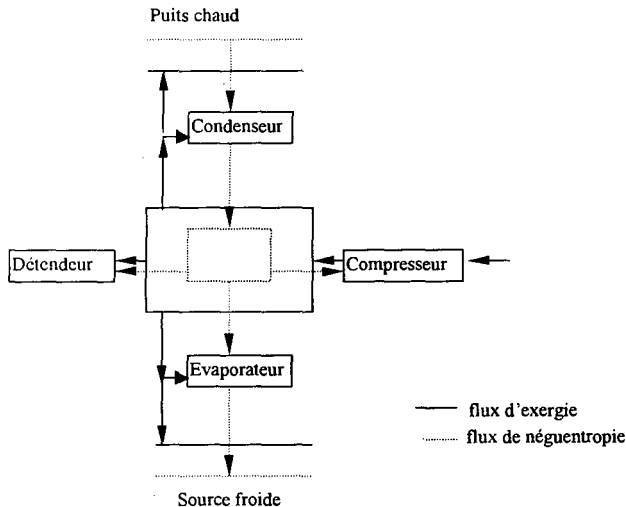 Puits chaud
Condenseur
Détendeur
Compresseur
Evaporateur
flux d'exergie
flux de néguentropie
Source froide